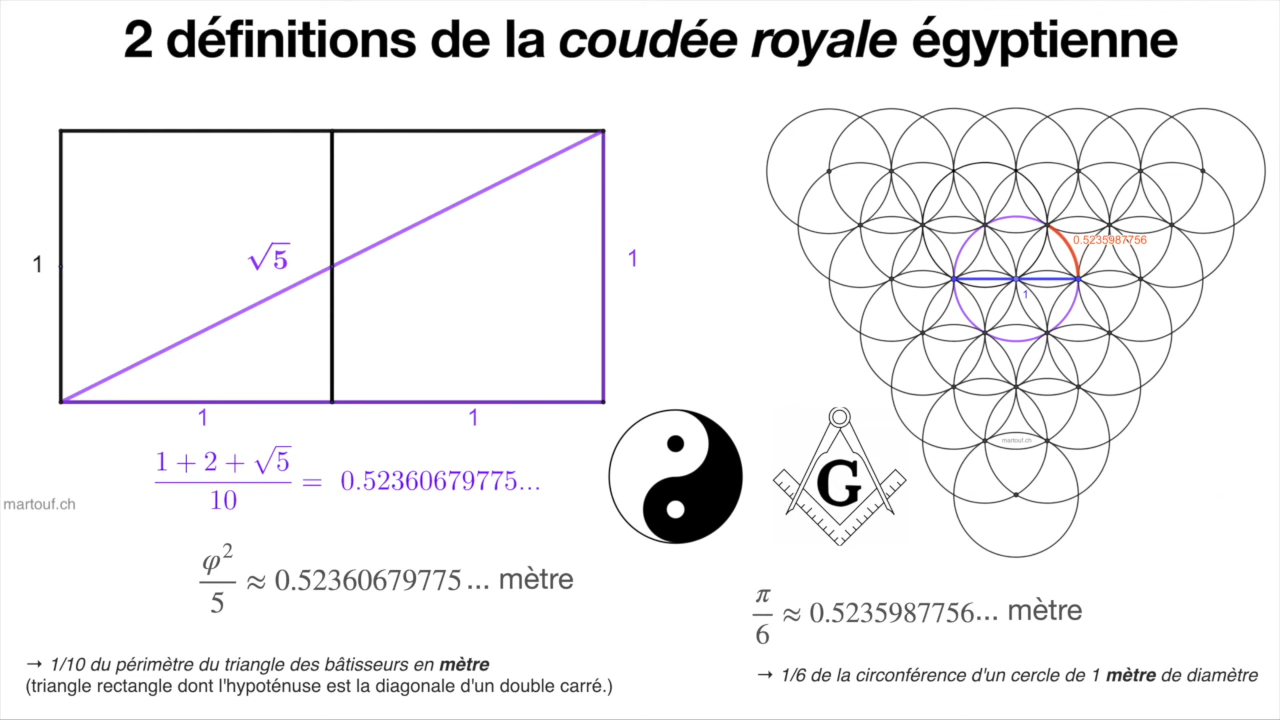 2 définitions de la coudée royale égyptienne
1
√5
1
1
1
(1 + 2 + √5)/10 = 0.52360679775...
martouf.ch
φ²/5 ≈ 0.52360679775... mètre
→ 1/10 du périmètre du triangle des bâtisseurs en mètre
(triangle rectangle dont l'hypoténuse est la diagonale d'un double carré.)
G
0.5235987756
1
martouf.ch
π/6 ≈ 0.5235987756... mètre
→ 1/6 de la circonférence d'un cercle de 1 mètre de diamètre